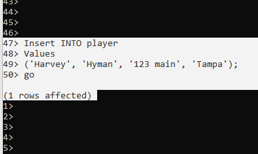 43>
44>
45>
46>
47> Insert INTO player
48> Values
49> ('Harvey', 'Hyman', '123 main', 'Tampa');
50> go
(1 rows affected)
1>
2>
3>
4>
5>